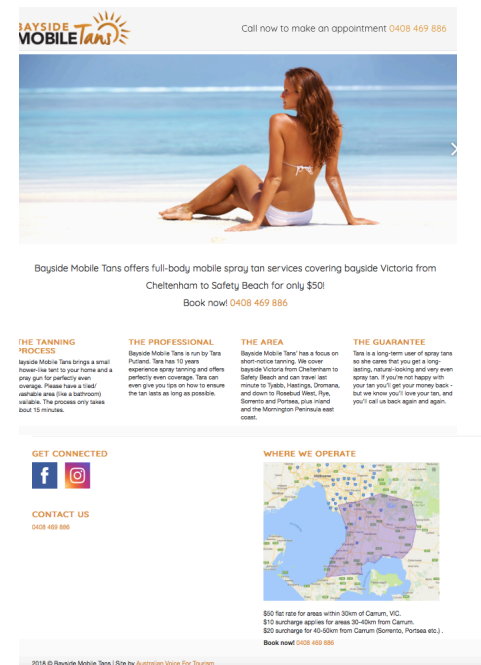 BAYSIDE
MOBILE Tans
Call now to make an appointment 0408 469 886
Bayside Mobile Tans offers full-body mobile spray tan services covering bayside Victoria from
Cheltenham to Safety Beach for only $50!
Book now! 0408 469 886
THE TANNING
PROCESS
Bayside Mobile Tans brings a small
shower-like tent to your home and a
spray gun for perfectly even
coverage. Please have a tiled/
washable area (like a bathroom)
available. The process only takes
about 15 minutes.
THE PROFESSIONAL
Bayside Mobile Tans is run by Tara
Putland. Tara has 10 years
experience spray tanning and offers
perfectly even coverage. Tara can
even give you tips on how to ensure
the tan lasts as long as possible.
THE AREA
Bayside Mobile Tans' has a focus on
short-notice tanning. We cover
bayside Victoria from Cheltenham to
Safety Beach and can travel last
minute to Tyabb, Hastings, Dromana,
and down to Rosebud West, Rye,
Sorrento and Portsea, plus inland
and the Mornington Peninsula east
coast.
THE GUARANTEE
Tara is a long-term user of spray tans
so she cares that you get a long-
lasting, natural-looking and very even
spray tan. If you're not happy with
your tan you'll get your money back -
but we know you'll love your tan, and
you'll call us back again and again.
GET CONNECTED
CONTACT US
0408 469 886
WHERE WE OPERATE
$50 flat rate for areas within 30km of Carrum, VIC.
$10 surcharge applies for areas 30-40km from Carrum.
$20 surcharge for 40-50km from Carrum (Sorrento, Portsea etc.) .
Book now! 0408 469 886
2018 © Bayside Mobile Tans | Site by Australian Voice For Tourism